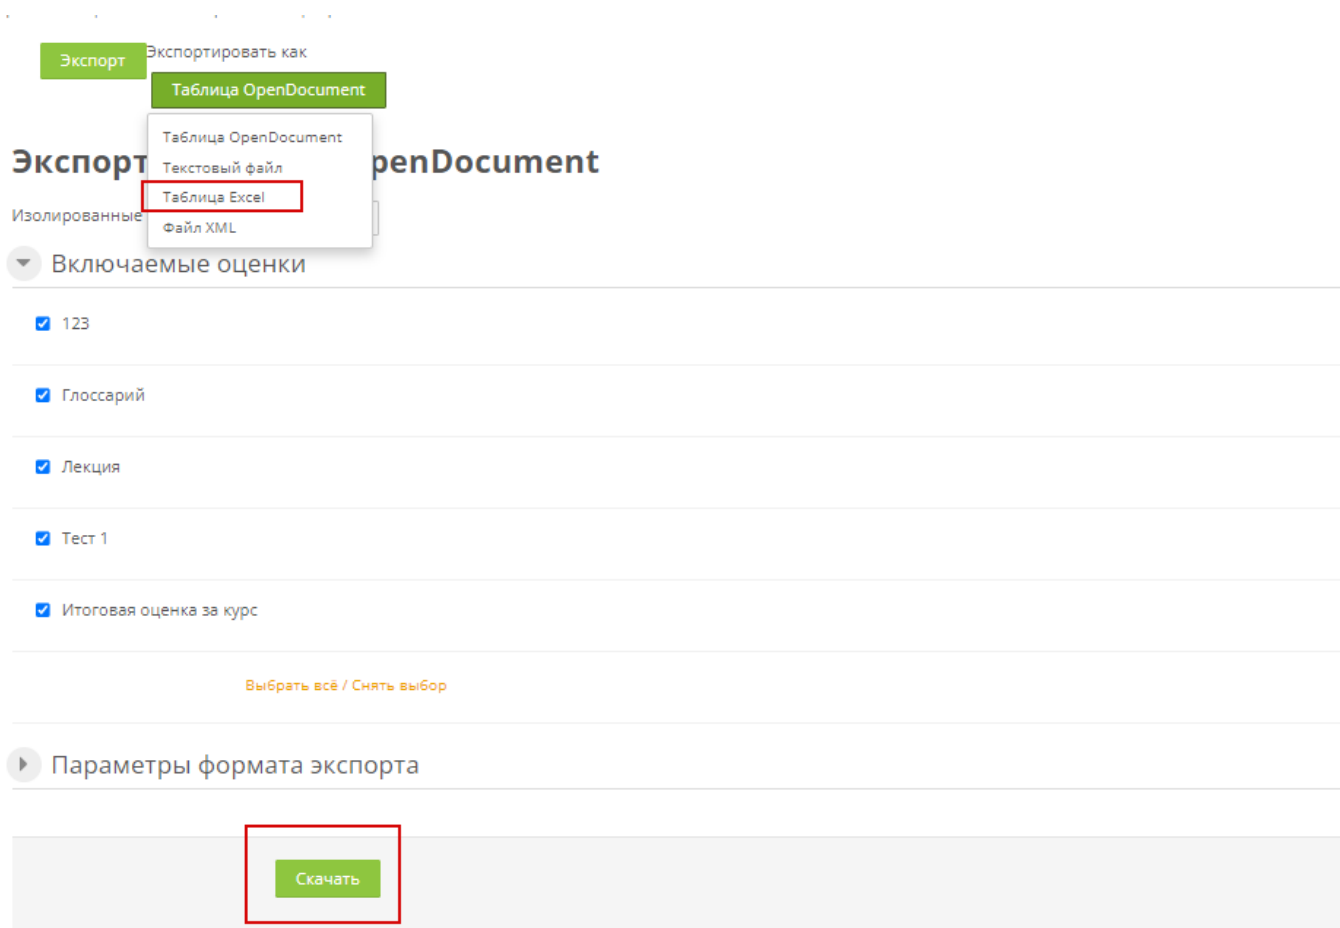 Экспорт
Экспортировать как
Таблица OpenDocument
Таблица OpenDocument
Текстовый файл
Таблица Excel
Файл XML
Экспорт penDocument
Изолированные
Включаемые оценки
123
Глоссарий
Лекция
Тест 1
Итоговая оценка за курс
Выбрать всё / Снять выбор
Параметры формата экспорта
Скачать